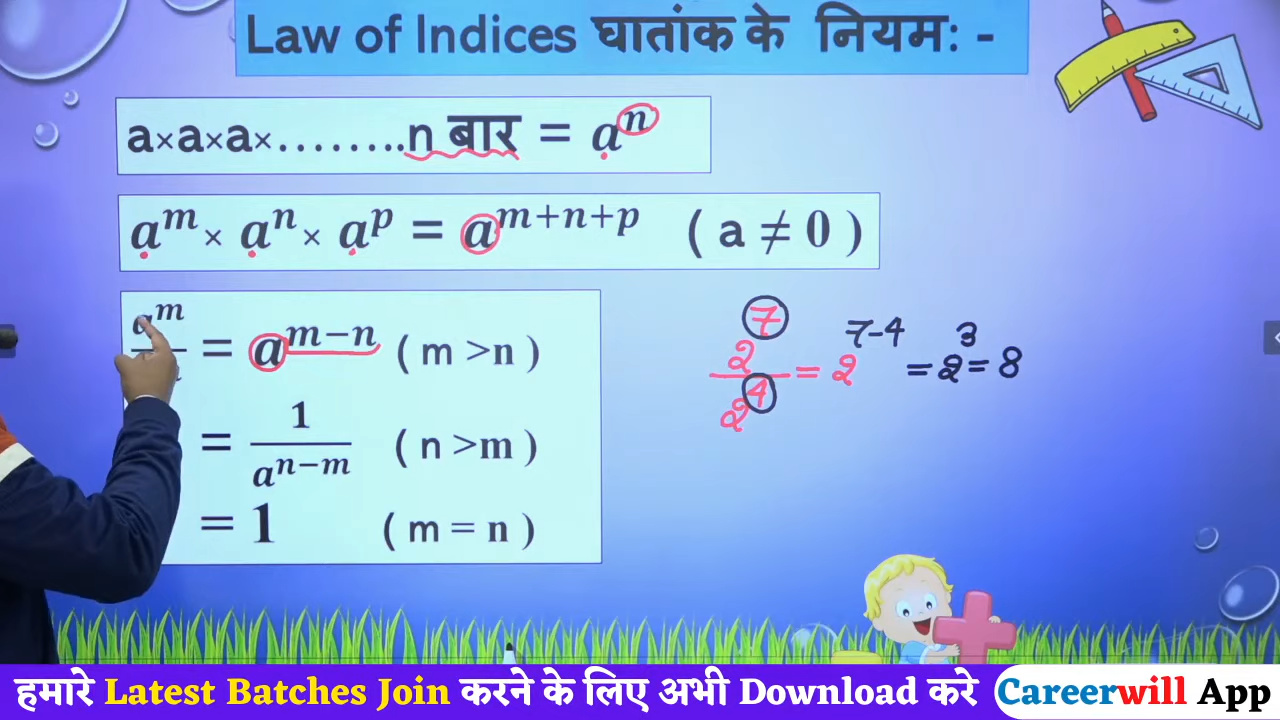 Law of Indices घातांक के नियम: -
a×a×a×........n बार = aⁿ
aᵐ × aⁿ × aᵖ = aᵐ⁺ⁿ⁺ᵖ ( a ≠ 0 )
aᵐ = aᵐ⁻ⁿ ( m >n )
= 1/aⁿ⁻ᵐ ( n >m )
= 1 ( m = n )
2⁷/2⁴ = 2⁷⁻⁴ = 2³ = 8
हमारे Latest Batches Join करने के लिए अभी Download करे Careerwill App